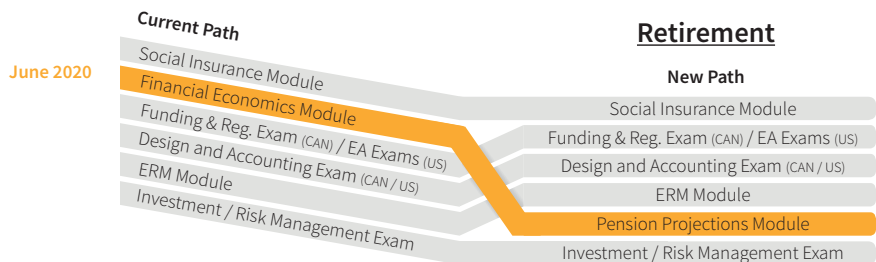 Current Path
Retirement
June 2020
Social Insurance Module
Financial Economics Module
Funding & Reg. Exam (CAN) / EA Exams (US)
Design and Accounting Exam (CAN / US)
ERM Module
Investment / Risk Management Exam
New Path
Social Insurance Module
Funding & Reg. Exam (CAN) / EA Exams (US)
Design and Accounting Exam (CAN / US)
ERM Module
Pension Projections Module
Investment / Risk Management Exam